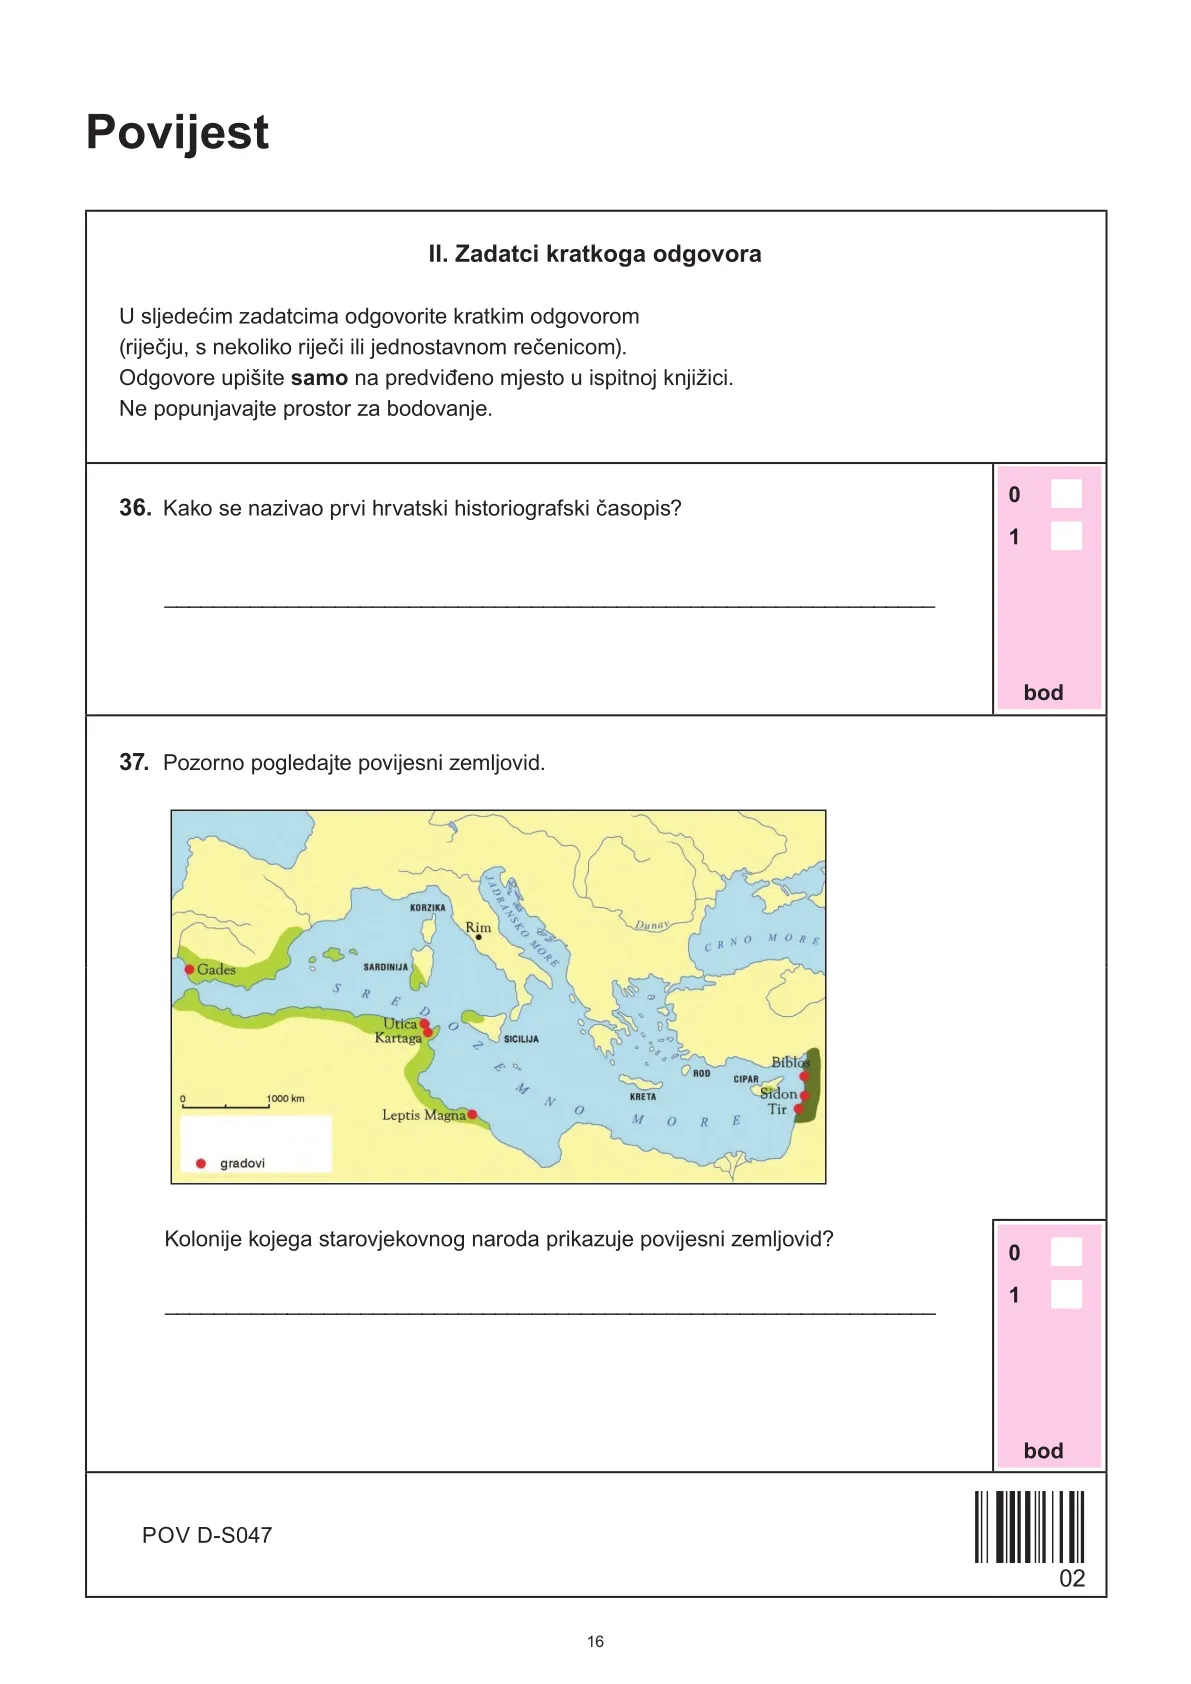 Povijest
II. Zadatci kratkoga odgovora
U sljedećim zadatcima odgovorite kratkim odgovorom
(riječju, s nekoliko riječi ili jednostavnom rečenicom).
Odgovore upišite samo na predviđeno mjesto u ispitnoj knjižici.
Ne popunjavajte prostor za bodovanje.
36. Kako se nazivao prvi hrvatski historiografski časopis?
0
1
bod
37. Pozorno pogledajte povijesni zemljovid.
KORZIKA
JADRANSKO MORE
Rim
Dunav
CRNO MORE
Gades
SARDINIJA
SREDOZEMNO MORE
Utica
Kartaga
SICILIJA
Biblos
ROD
CIPAR
KRETA
Sidon
Tir
0 1000 km
Leptis Magna
gradovi
Kolonije kojega starovjekovnog naroda prikazuje povijesni zemljovid?
0
1
bod
POV D-S047
02
16